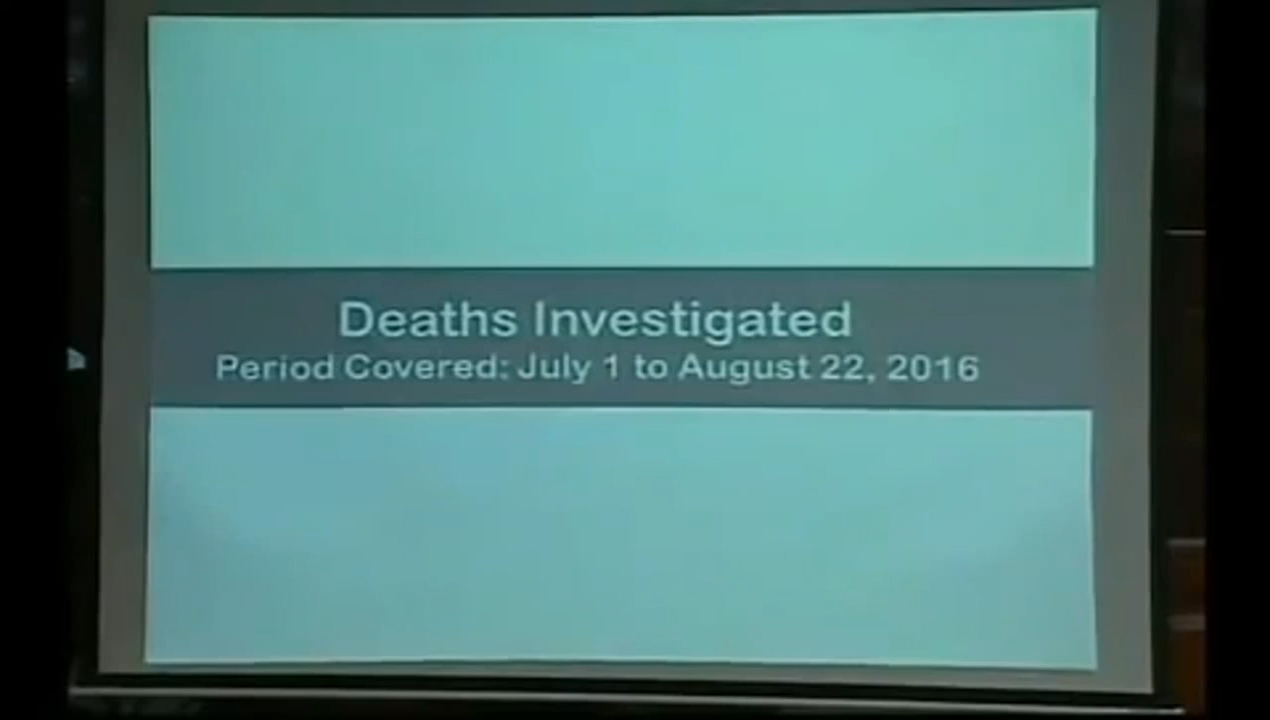 Deaths Investigated
Period Covered: July 1 to August 22, 2016